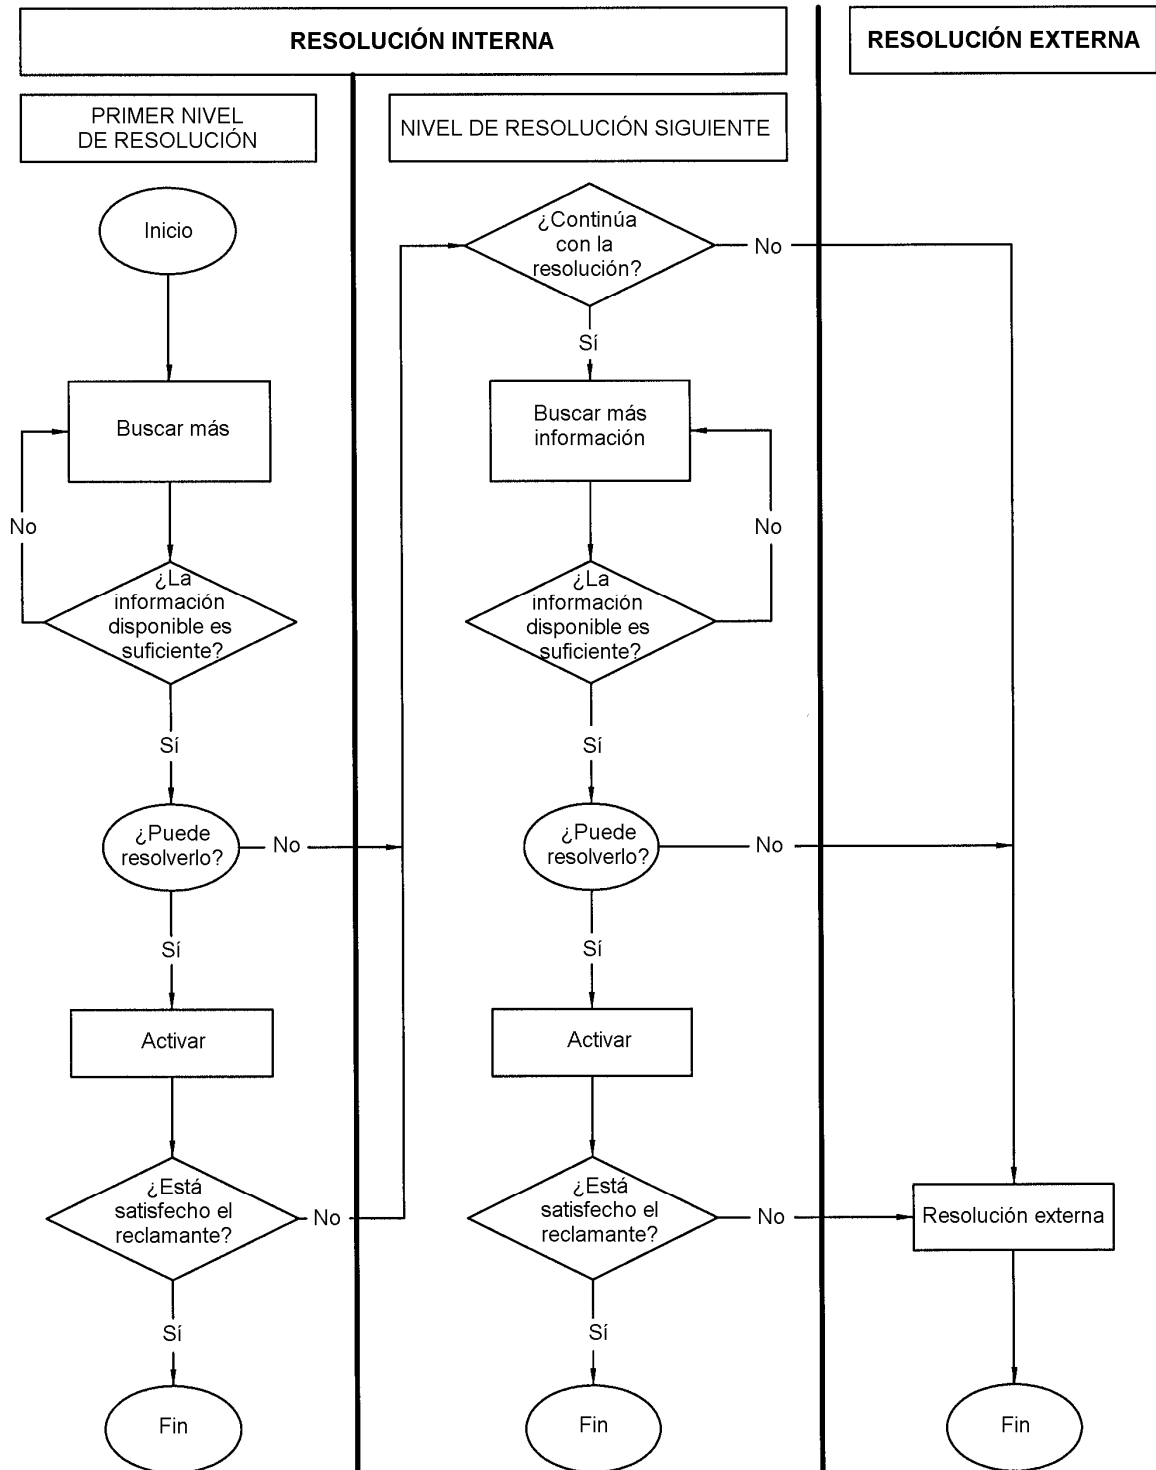 RESOLUCIÓN INTERNA
RESOLUCIÓN EXTERNA
PRIMER NIVEL
DE RESOLUCIÓN
NIVEL DE RESOLUCIÓN SIGUIENTE
Inicio
Buscar más
No
¿La
información
disponible es
suficiente?
Sí
¿Puede
resolverlo?
No
Sí
Activar
¿Está
satisfecho el
reclamante?
No
Sí
Fin
¿Continúa
con la
resolución?
No
Sí
Buscar más
información
No
¿La
información
disponible es
suficiente?
Sí
¿Puede
resolverlo?
No
Sí
Activar
¿Está
satisfecho el
reclamante?
No
Sí
Fin
Resolución externa
Fin